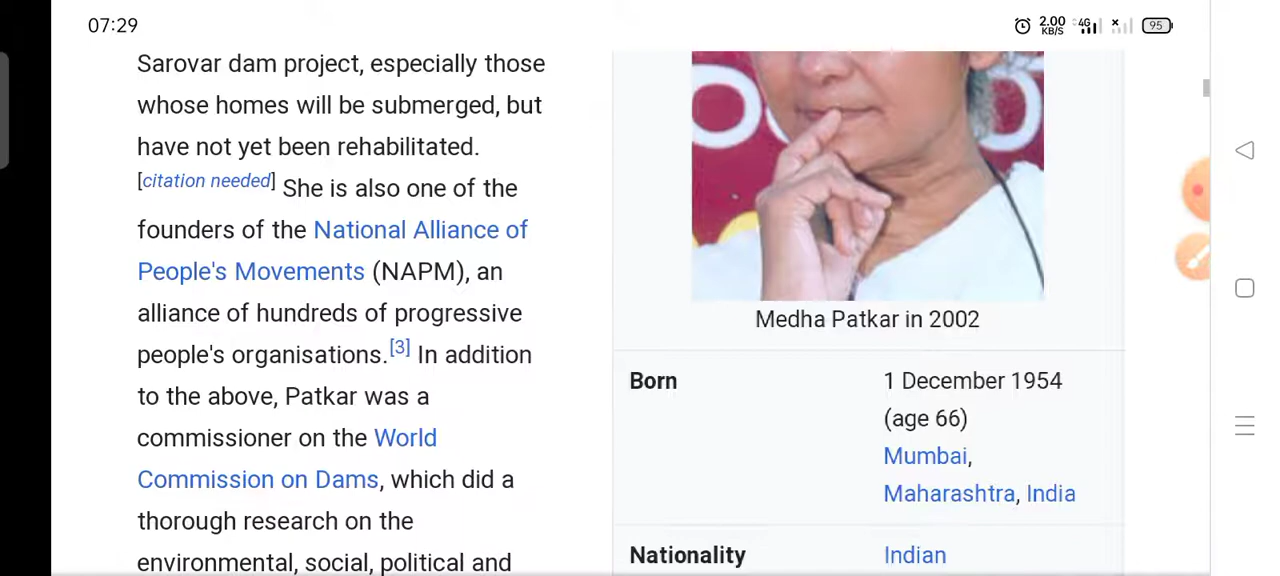 07:29
2.00
KB/S
4G
95
Sarovar dam project, especially those
whose homes will be submerged, but
have not yet been rehabilitated.
[citation needed] She is also one of the
founders of the National Alliance of
People's Movements (NAPM), an
alliance of hundreds of progressive
people's organisations.[3] In addition
to the above, Patkar was a
commissioner on the World
Commission on Dams, which did a
thorough research on the
environmental, social, political and
Medha Patkar in 2002
Born
1 December 1954
(age 66)
Mumbai,
Maharashtra, India
Nationality
Indian